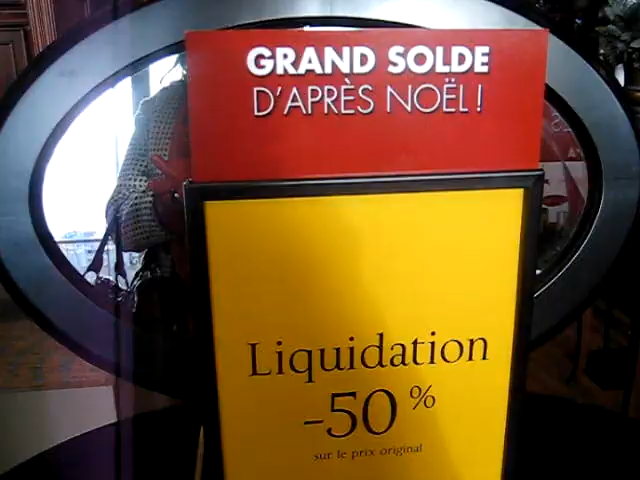 GRAND SOLDE
D'APRÈS NOËL!
Liquidation
-50 %
sur le prix original